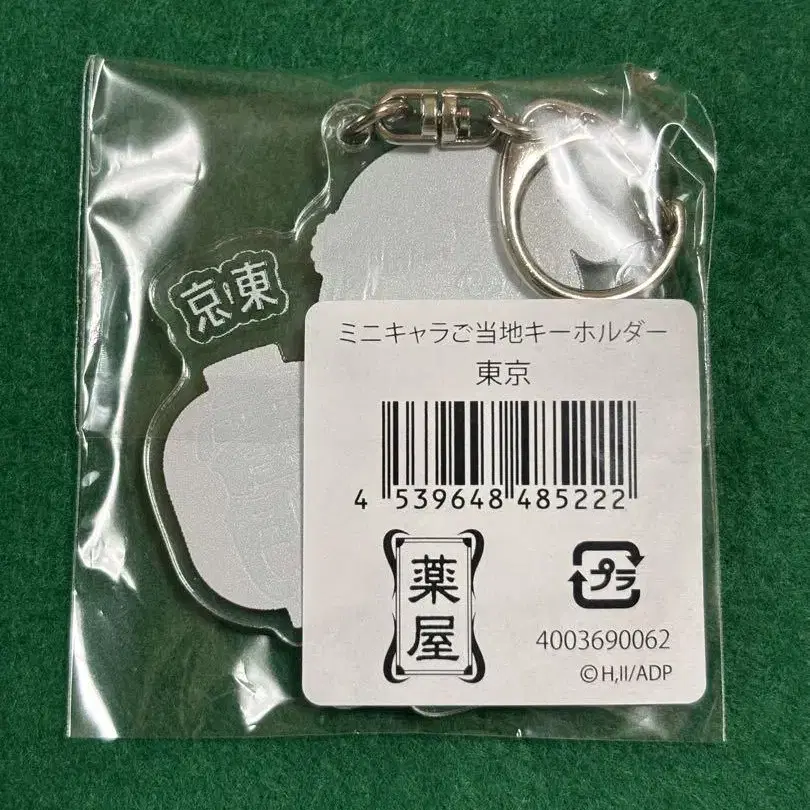 東京
ミニキャラご当地キーホルダー
東京
4 539648 485222
薬屋
プラ
4003690062
©H,II/ADP